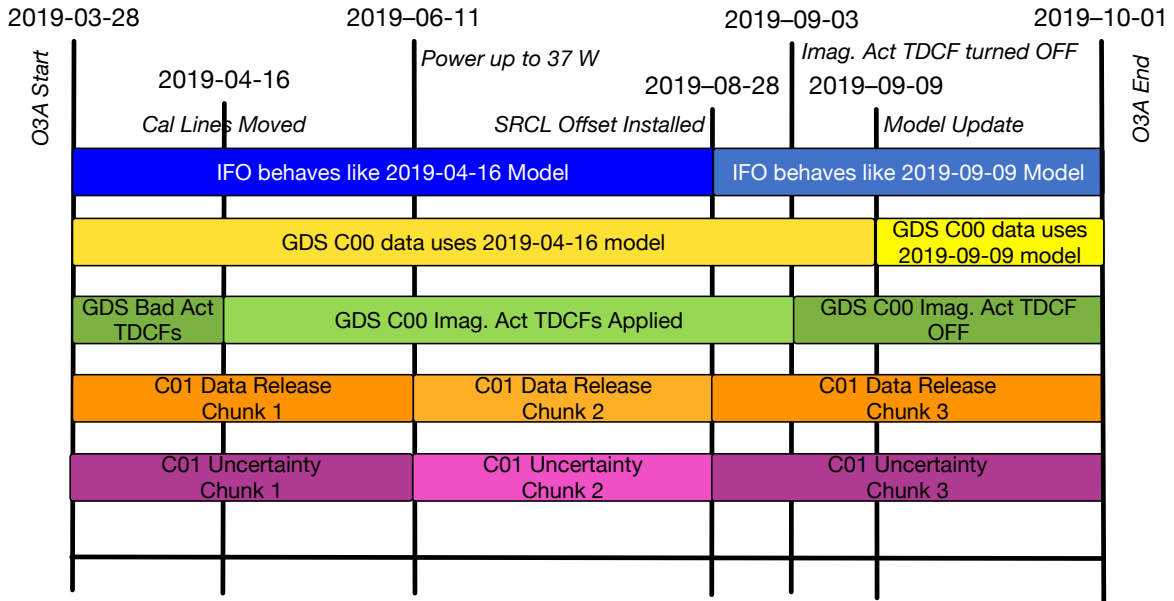 2019-03-28
2019-06-11
2019–09-03
2019–10-01
O3A Start
Power up to 37 W
Imag. Act TDCF turned OFF
O3A End
2019-04-16
2019–08-28
2019–09-09
Cal Lines Moved
SRCL Offset Installed
Model Update
IFO behaves like 2019-04-16 Model
IFO behaves like 2019-09-09 Model
GDS C00 data uses 2019-04-16 model
GDS C00 data uses
2019-09-09 model
GDS Bad Act
TDCFs
GDS C00 Imag. Act TDCFs Applied
GDS C00 Imag. Act TDCF
OFF
C01 Data Release
Chunk 1
C01 Data Release
Chunk 2
C01 Data Release
Chunk 3
C01 Uncertainty
Chunk 1
C01 Uncertainty
Chunk 2
C01 Uncertainty
Chunk 3